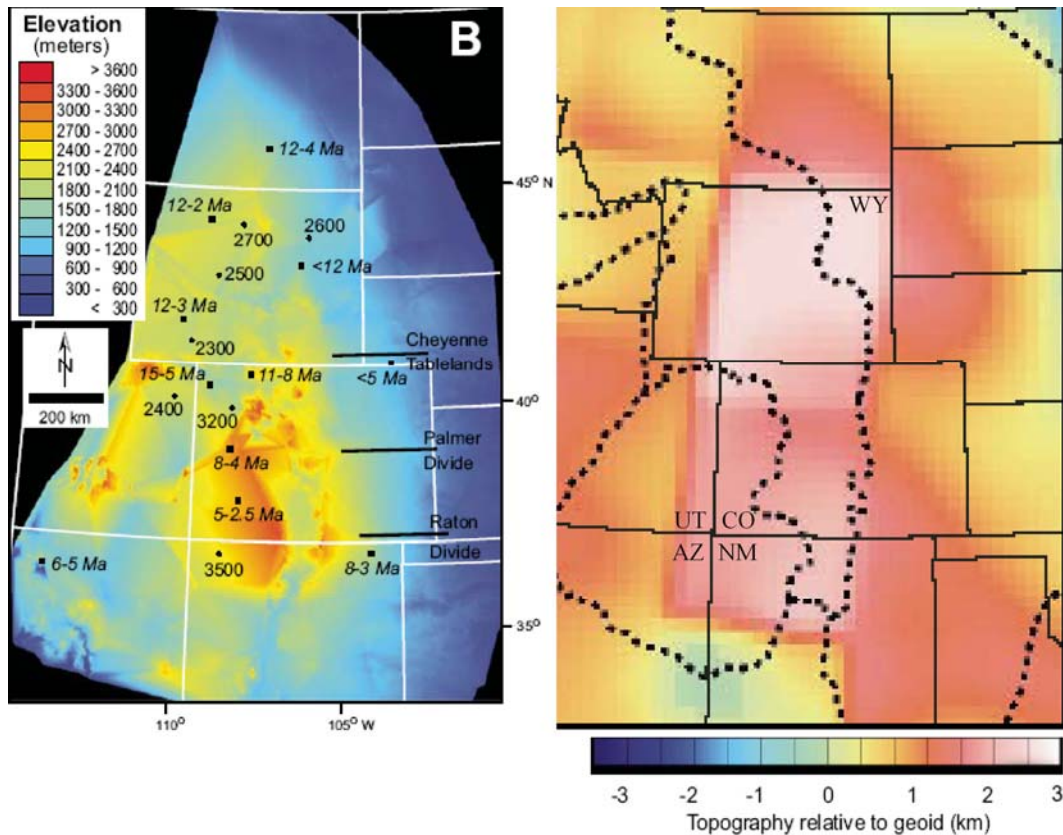 Elevation
(meters)
> 3600
3300 - 3600
3000 - 3300
2700 - 3000
2400 - 2700
2100 - 2400
1800 - 2100
1500 - 1800
1200 - 1500
900 - 1200
600 - 900
300 - 600
< 300
B
N
200 km
12-4 Ma
12-2 Ma
2700
2600
<12 Ma
2500
12-3 Ma
2300
Cheyenne
Tablelands
15-5 Ma
11-8 Ma
<5 Ma
2400
3200
Palmer
Divide
8-4 Ma
5-2.5 Ma
Raton
Divide
6-5 Ma
3500
8-3 Ma
45° N
40°
35°
110°
105° W
WY
UT
CO
AZ
NM
-3
-2
-1
0
1
2
3
Topography relative to geoid (km)